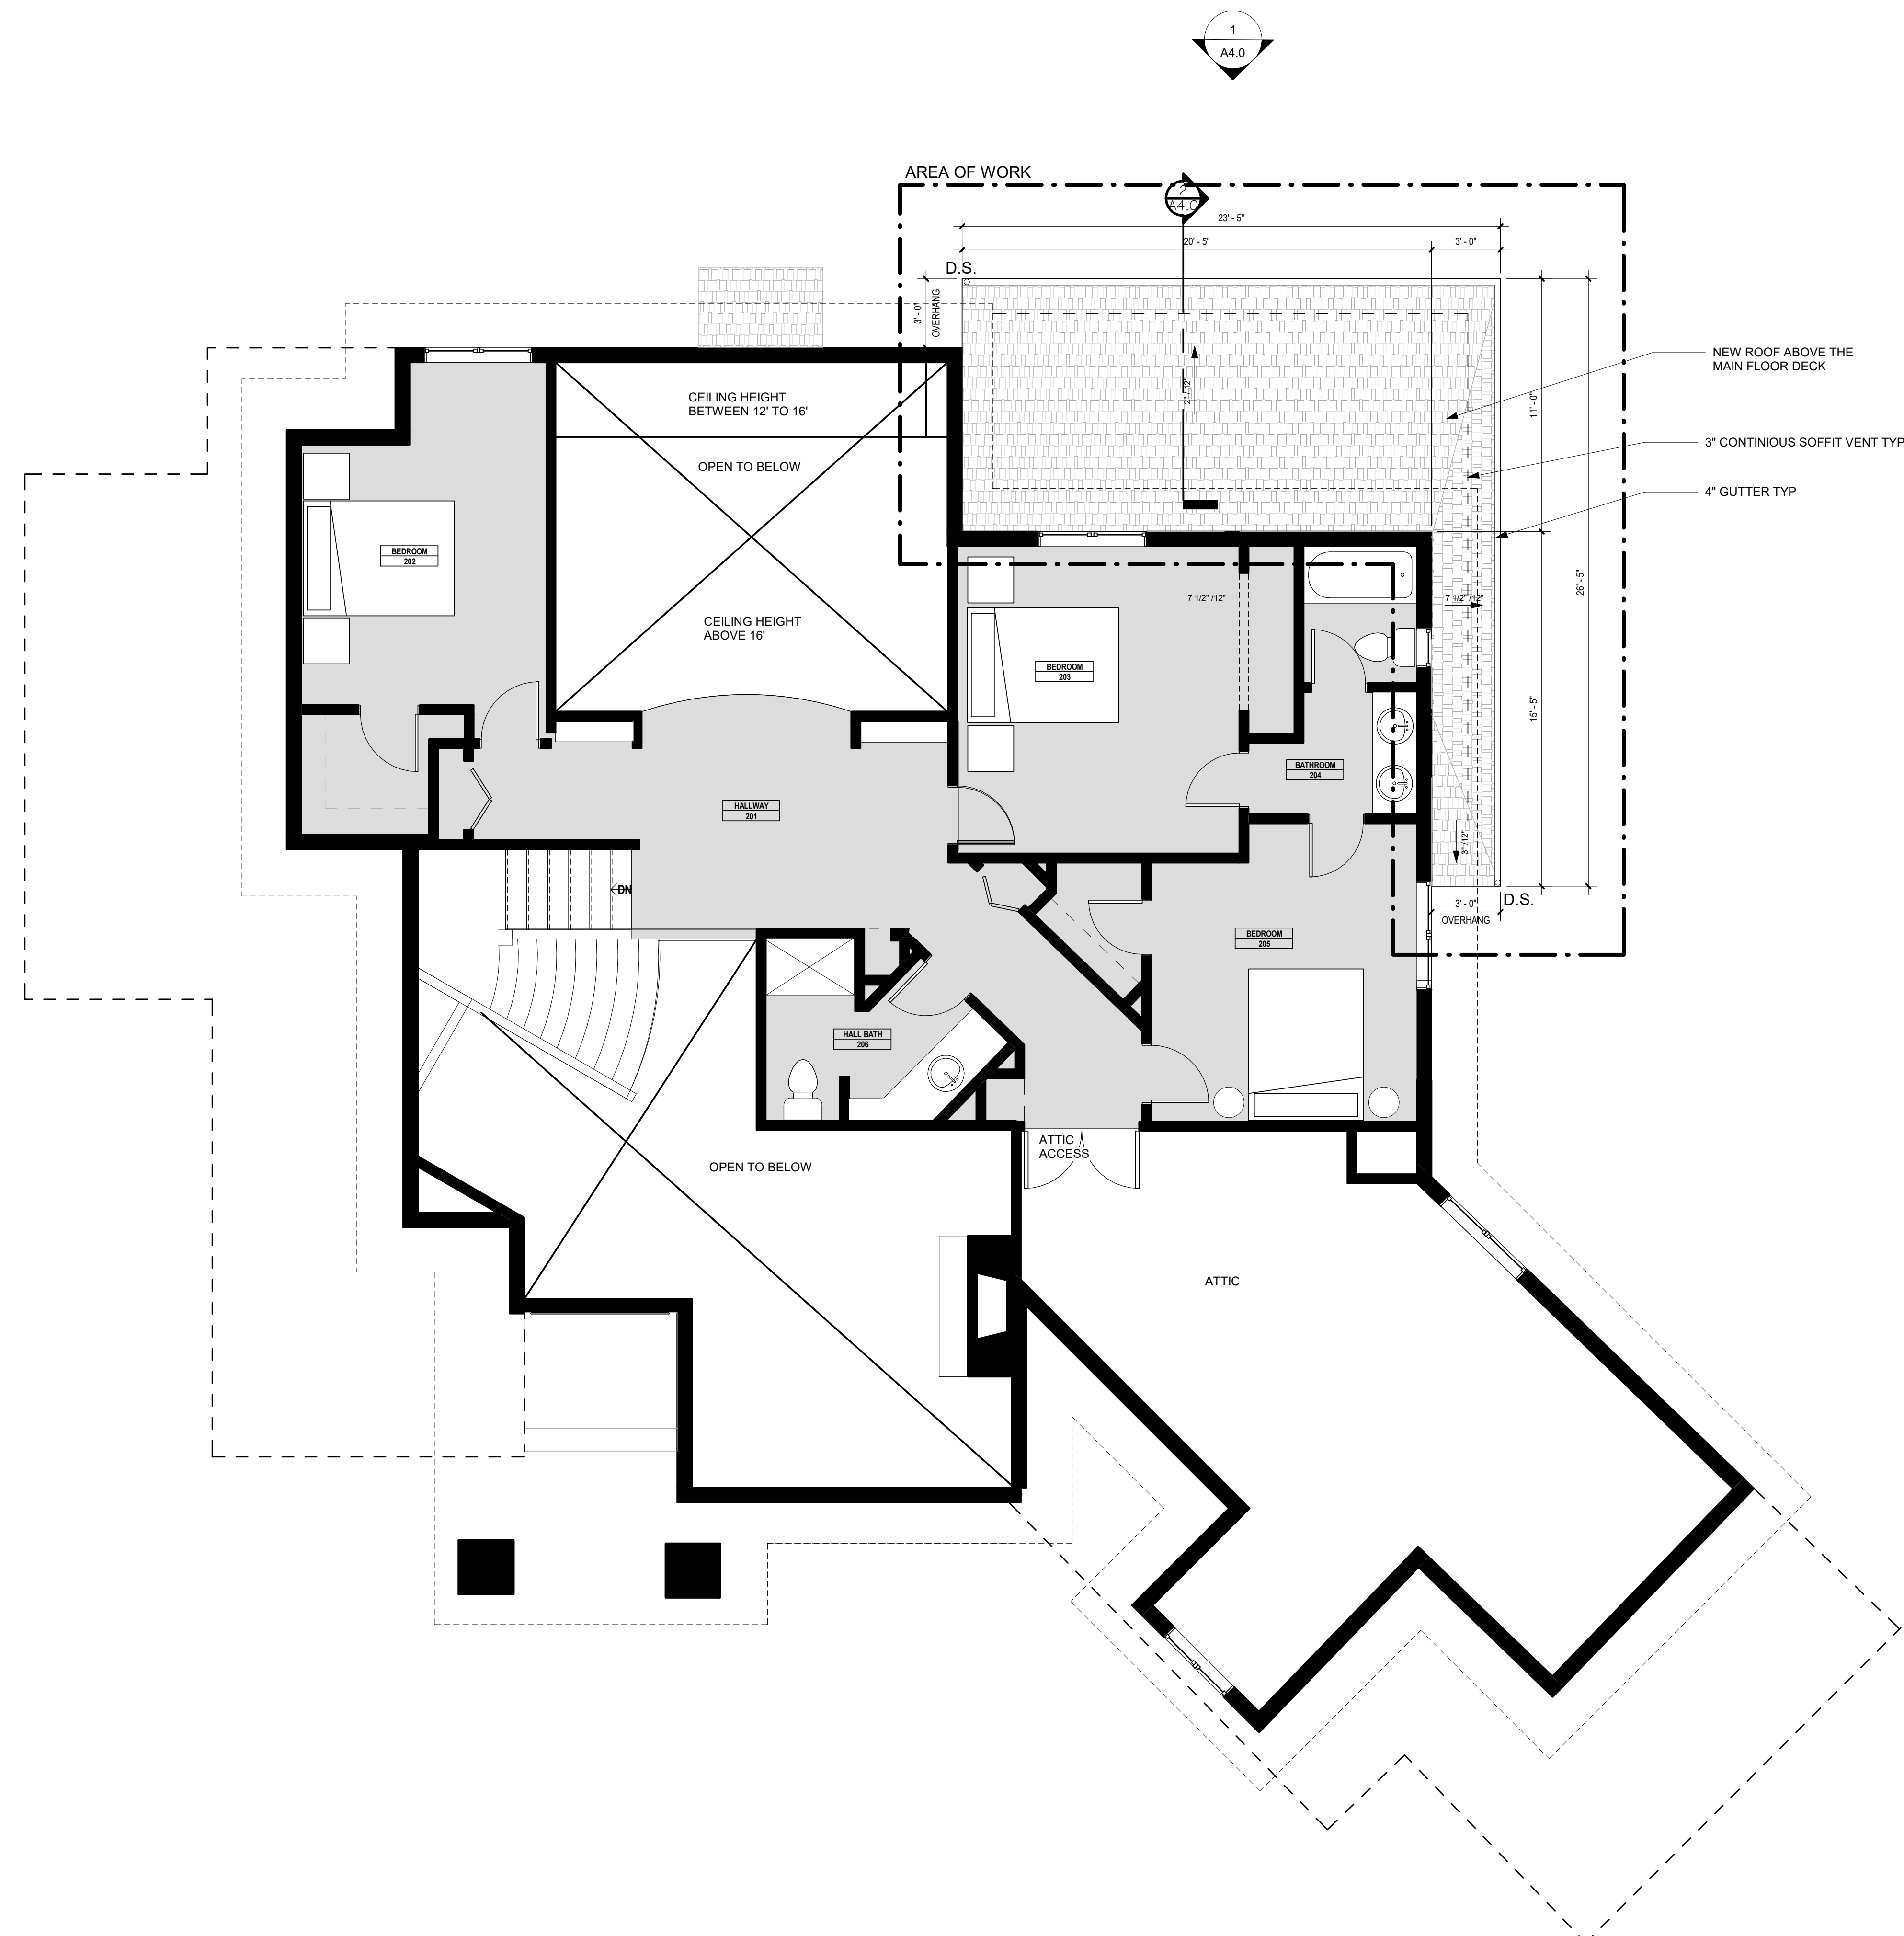 1
A4.0
AREA OF WORK
2
A4.0
23' - 5"
20' - 5"
3' - 0"
D.S.
3' - 0"
OVERHANG
2" / 12"
NEW ROOF ABOVE THE
MAIN FLOOR DECK
11' - 0"
3" CONTINIOUS SOFFIT VENT TYP
4" GUTTER TYP
26' - 5"
CEILING HEIGHT
BETWEEN 12' TO 16'
OPEN TO BELOW
BEDROOM
202
7 1/2" /12"
7 1/2" /12"
CEILING HEIGHT
ABOVE 16'
BEDROOM
203
15' - 5"
BATHROOM
204
HALLWAY
201
3" /12"
DN
3' - 0"
OVERHANG
D.S.
BEDROOM
205
HALL BATH
206
ATTIC
ACCESS
OPEN TO BELOW
ATTIC